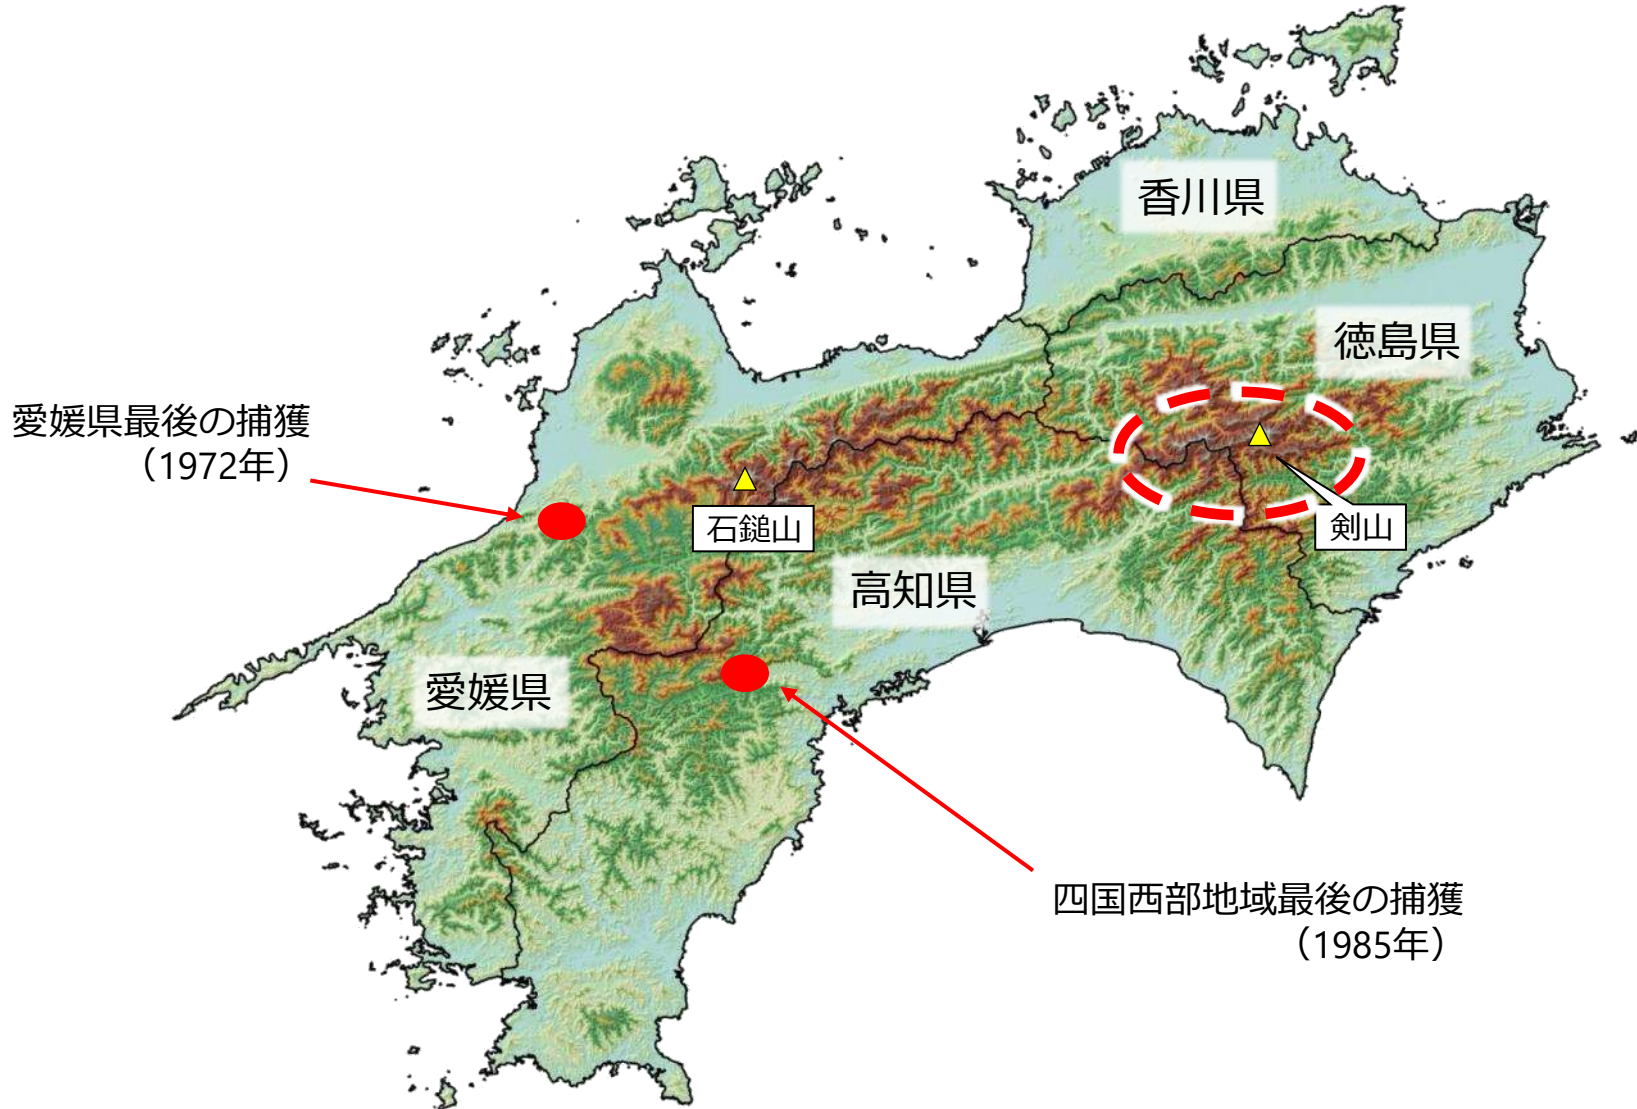 香川県
徳島県
愛媛県最後の捕獲
（1972年）
石鎚山
剣山
高知県
愛媛県
四国西部地域最後の捕獲
（1985年）